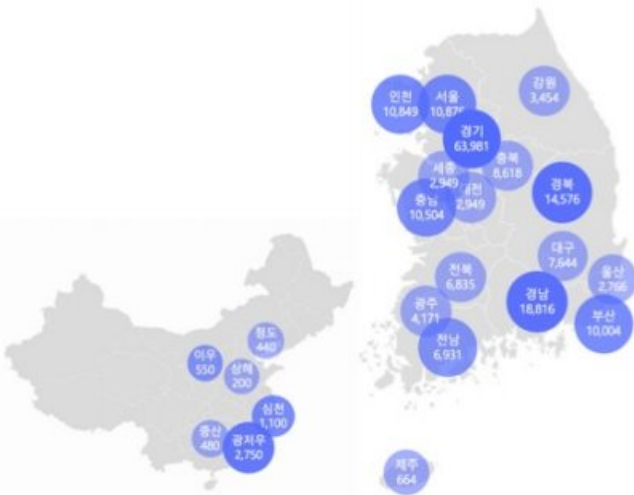 강원
3,454
인천
10,849
서울
경기
63,981
충북
8,618
세종
2,949
대전
2,949
충남
10,504
경북
14,576
대구
7,644
울산
2,766
전북
6,835
경남
18,816
광주
4,171
부산
10,004
전남
6,931
제주
664
청도
440
이우
550
상해
200
심천
1,100
중산
480
광저우
2,750